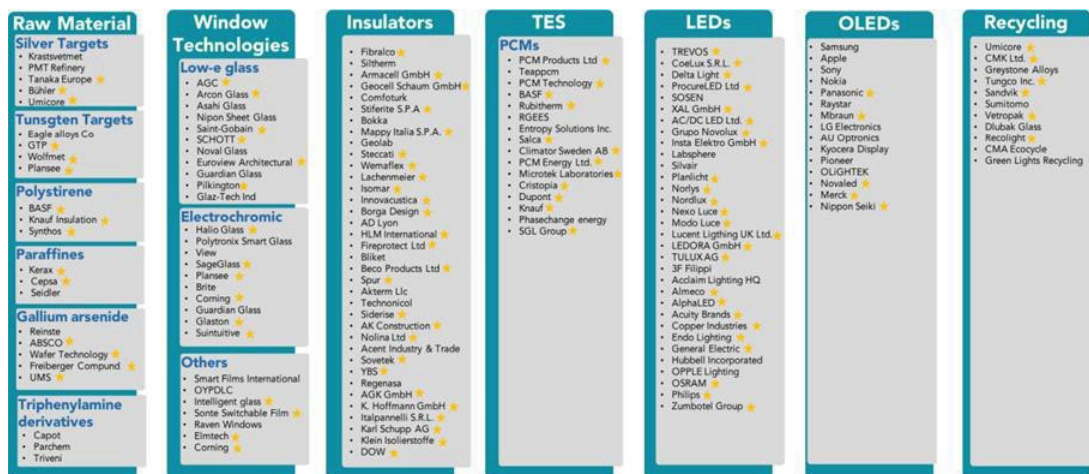 Raw Material
Silver Targets
Krastsvetmet
PMT Refinery
Tanaka Europe
Bühler
Umicore
Tunsgten Targets
Eagle alloys Co
GTP
Wolfmet
Plansee
Polystirene
BASF
Knauf Insulation
Synthos
Paraffines
Kerax
Cepsa
Seidler
Gallium arsenide
Reinste
ABSCO
Wafer Technology
Freiberger Compund
UMS
Triphenylamine
derivatives
Capot
Parchem
Triveni
Window
Technologies
Low-e glass
AGC
Arcon Glass
Asahi Glass
Nipon Sheet Glass
Saint-Gobain
SCHOTT
Noval Glass
Euroview Architectural
Guardian Glass
Pilkington
Glaz-Tech Ind
Electrochromic
Halio Glass
Polytronix Smart Glass
View
SageGlass
Plansee
Brite
Corning
Guardian Glass
Glaston
Suintuitive
Others
Smart Films International
OYPDLC
Intelligent glass
Sonte Switchable Film
Raven Windows
Elmtech
Corning
Insulators
Fibralco
Siltherm
Armacell GmbH
Geocell Schaum GmbH
Comfoturk
Stiferite S.P.A
Bokka
Mappy Italia S.P.A.
Geolab
Steccati
Wemaflex
Lachenmeier
Isomar
Innovacustica
Borga Design
AD Lyon
HLM International
Fireprotect Ltd
Bliket
Beco Products Ltd
Spur
Akterm Llc
Technonicol
Siderise
AK Construction
Nolina Ltd
Acent Industry & Trade
Sovetek
YBS
Regenasa
AGK GmbH
K. Hoffmann GmbH
Italpannelli S.R.L.
Karl Schupp AG
Klein Isolierstoffe
DOW
TES
PCMs
PCM Products Ltd
Teappcm
PCM Technology
BASF
Rubitherm
RGEES
Entropy Solutions Inc.
Salca
Climator Sweden AB
PCM Energy Ltd.
Microtek Laboratories
Cristopia
Dupont
Knauf
Phasechange energy
SGL Group
LEDs
TREVOS
CoeLux S.R.L.
Delta Light
ProcureLED Ltd
SOSEN
XAL GmbH
AC/DC LED Ltd.
Grupo Novolux
Insta Elektro GmbH
Labsphere
Silvair
Planlicht
Norlys
Nordlux
Nexo Luce
Modo Luce
Lucent Ligthing UK Ltd.
LEDORA GmbH
TULUX AG
3F Filippi
Acclaim Lighting HQ
Almeco
AlphaLED
Acuity Brands
Copper Industries
Endo Lighting
General Electric
Hubbell Incorporated
OPPLE Lighting
OSRAM
Philips
Zumbotel Group
OLEDs
Samsung
Apple
Sony
Nokia
Panasonic
Raystar
Mbraun
LG Electronics
AU Optronics
Kyocera Display
Pioneer
OLiGHTEK
Novaled
Merck
Nippon Seiki
Recycling
Umicore
CMK Ltd.
Greystone Alloys
Tungco Inc.
Sandvik
Sumitomo
Vetropak
Dlubak Glass
Recolight
CMA Ecocycle
Green Lights Recycling